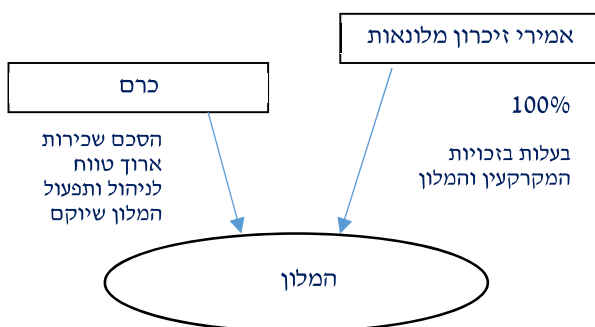 אמירי זיכרון מלונאות
כרם
100%
בעלות בזכויות
המקרקעין והמלון
הסכם שכירות
ארוך טווח
לניהול ותפעול
המלון שיוקם
המלון